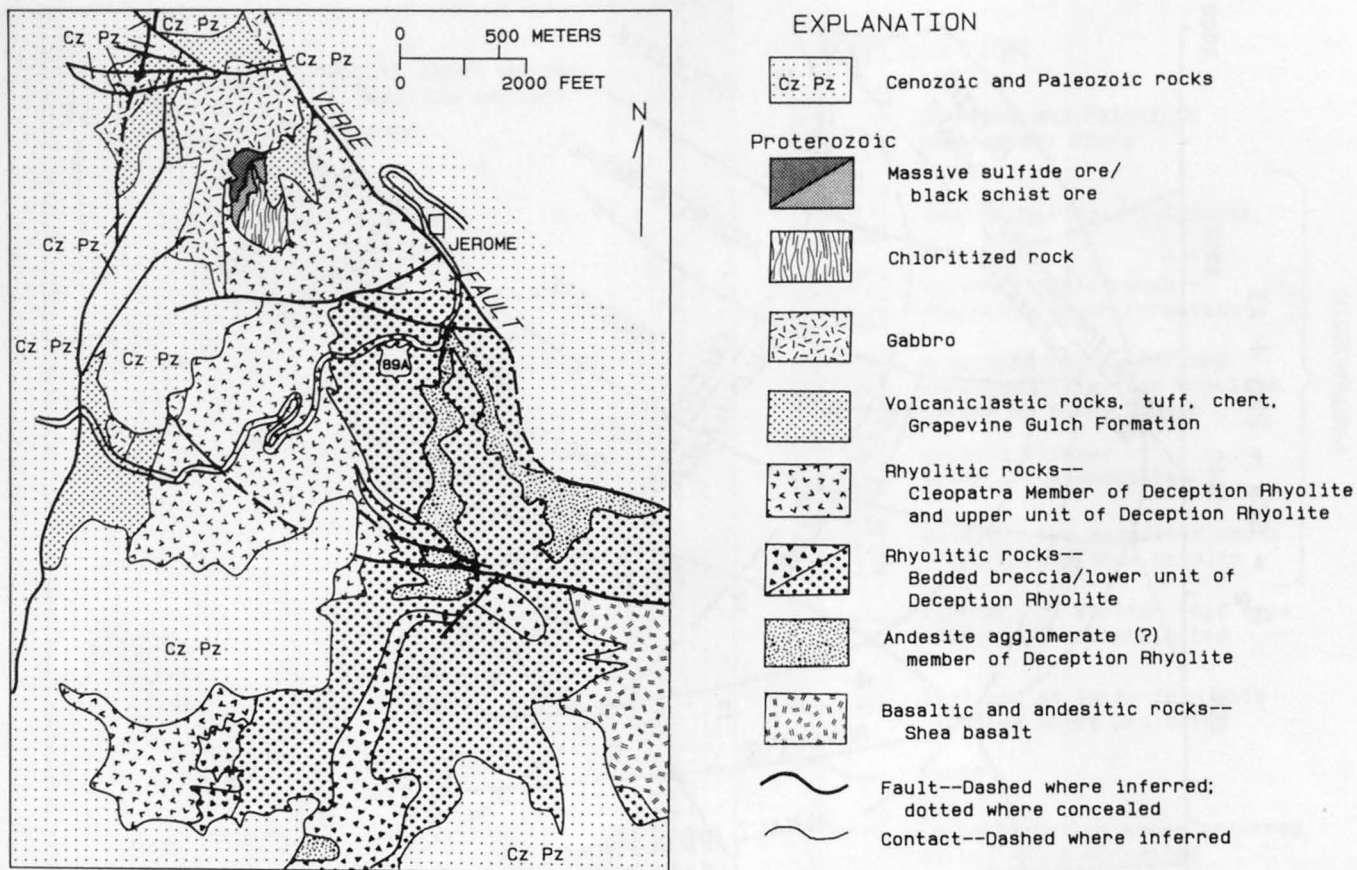 Cz Pz
Cz Pz
Cz Pz
0 500 METERS
0 2000 FEET
N
VERDE
FAULT
JEROME
Cz Pz
Cz Pz
Cz Pz
89A
Cz Pz
Cz Pz
EXPLANATION
Cz Pz Cenozoic and Paleozoic rocks
Proterozoic
Massive sulfide ore/
black schist ore
Chloritized rock
Gabbro
Volcaniclastic rocks, tuff, chert,
Grapevine Gulch Formation
Rhyolitic rocks--
Cleopatra Member of Deception Rhyolite
and upper unit of Deception Rhyolite
Rhyolitic rocks--
Bedded breccia/lower unit of
Deception Rhyolite
Andesite agglomerate (?)
member of Deception Rhyolite
Basaltic and andesitic rocks--
Shea basalt
Fault--Dashed where inferred;
dotted where concealed
Contact--Dashed where inferred